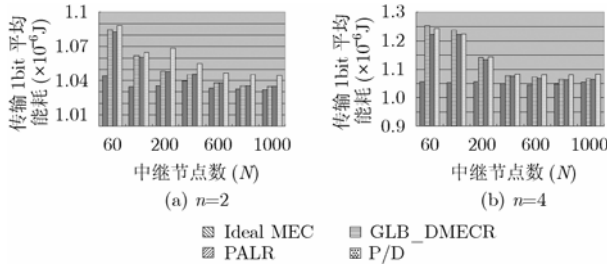 传输 1bit 平均
能耗 (×10⁻⁶J)
1.1
1.07
1.04
1.01
60
200
600
1000
中继节点数 (N)
(a) n=2
传输 1bit 平均
能耗 (×10⁻⁶J)
1.3
1.2
1.1
1.0
0.9
60
200
600
1000
中继节点数 (N)
(b) n=4
Ideal MEC
GLB_DMECR
PALR
P/D